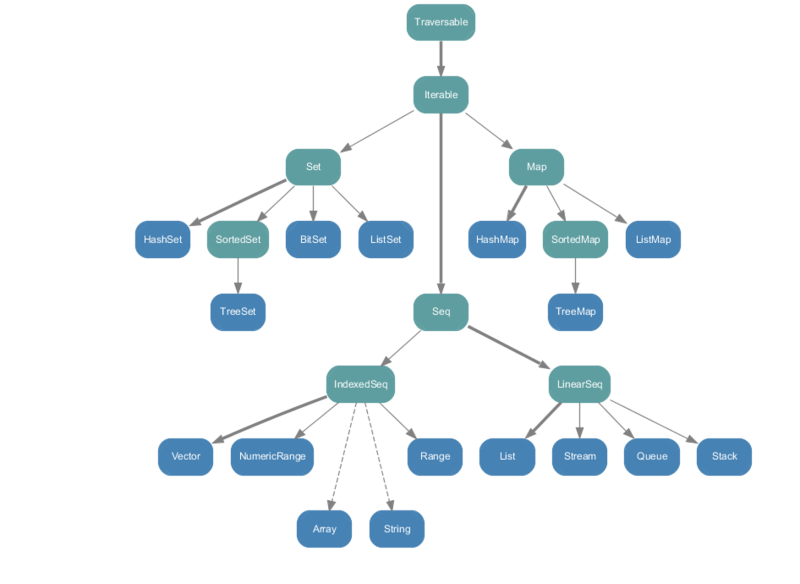 Traversable
Iterable
Set
Map
HashSet
SortedSet
BitSet
ListSet
HashMap
SortedMap
ListMap
TreeSet
Seq
TreeMap
IndexedSeq
LinearSeq
Vector
NumericRange
Range
List
Stream
Queue
Stack
Array
String